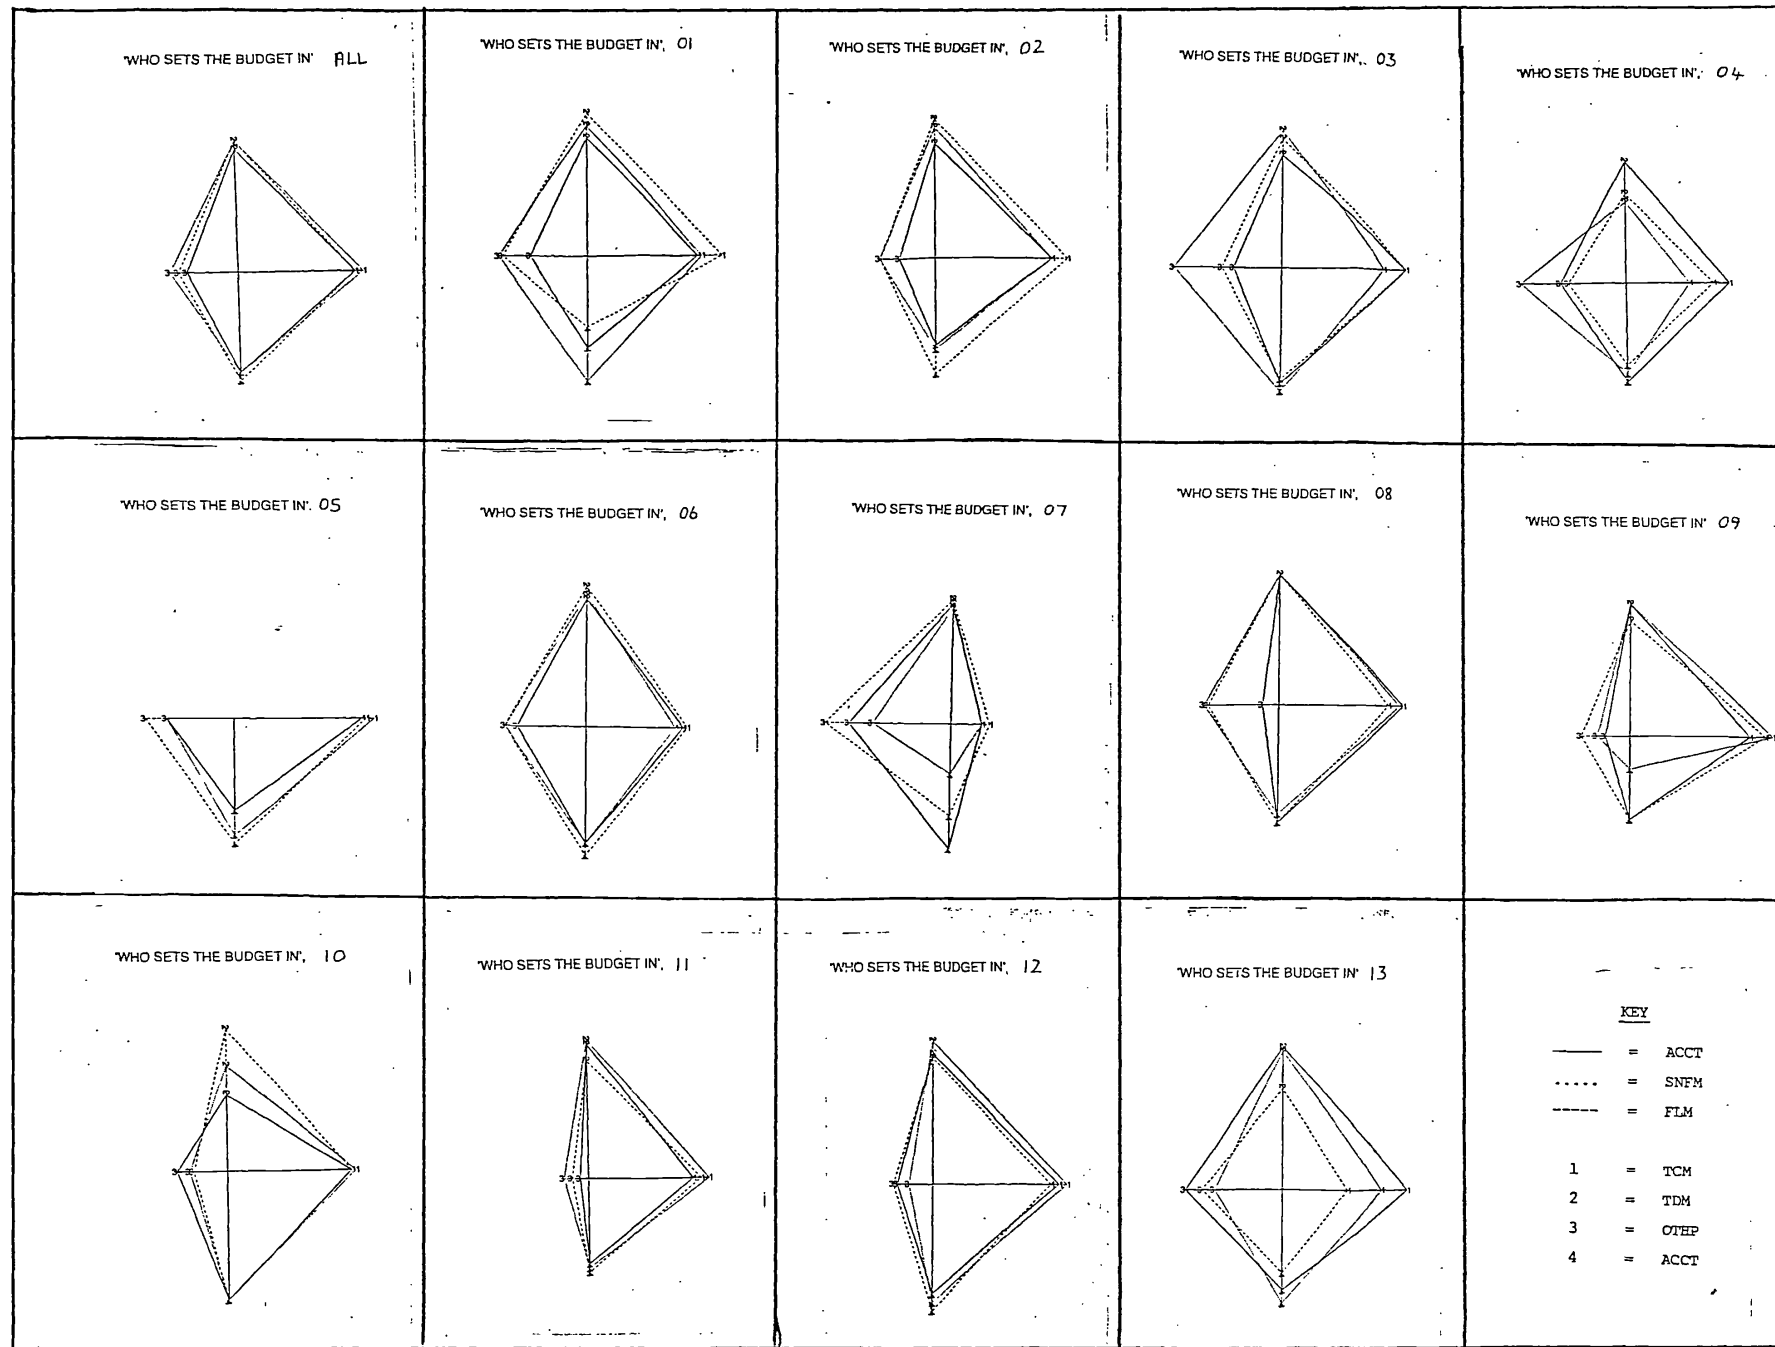 'WHO SETS THE BUDGET IN' ALL
'WHO SETS THE BUDGET IN', 01
'WHO SETS THE BUDGET IN', 02
'WHO SETS THE BUDGET IN', 03
'WHO SETS THE BUDGET IN', 04
'WHO SETS THE BUDGET IN'. 05
'WHO SETS THE BUDGET IN', 06
'WHO SETS THE BUDGET IN', 07
'WHO SETS THE BUDGET IN', 08
'WHO SETS THE BUDGET IN' 09
'WHO SETS THE BUDGET IN', 10
'WHO SETS THE BUDGET IN', 11
'WHO SETS THE BUDGET IN', 12
'WHO SETS THE BUDGET IN' 13
KEY
——— = ACCT
..... = SNFM
----- = FLM
1 = TCM
2 = TDM
3 = OTHP
4 = ACCT